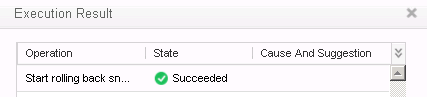 Execution Result
Operation State Cause And Suggestion
Start rolling back sn... Succeeded